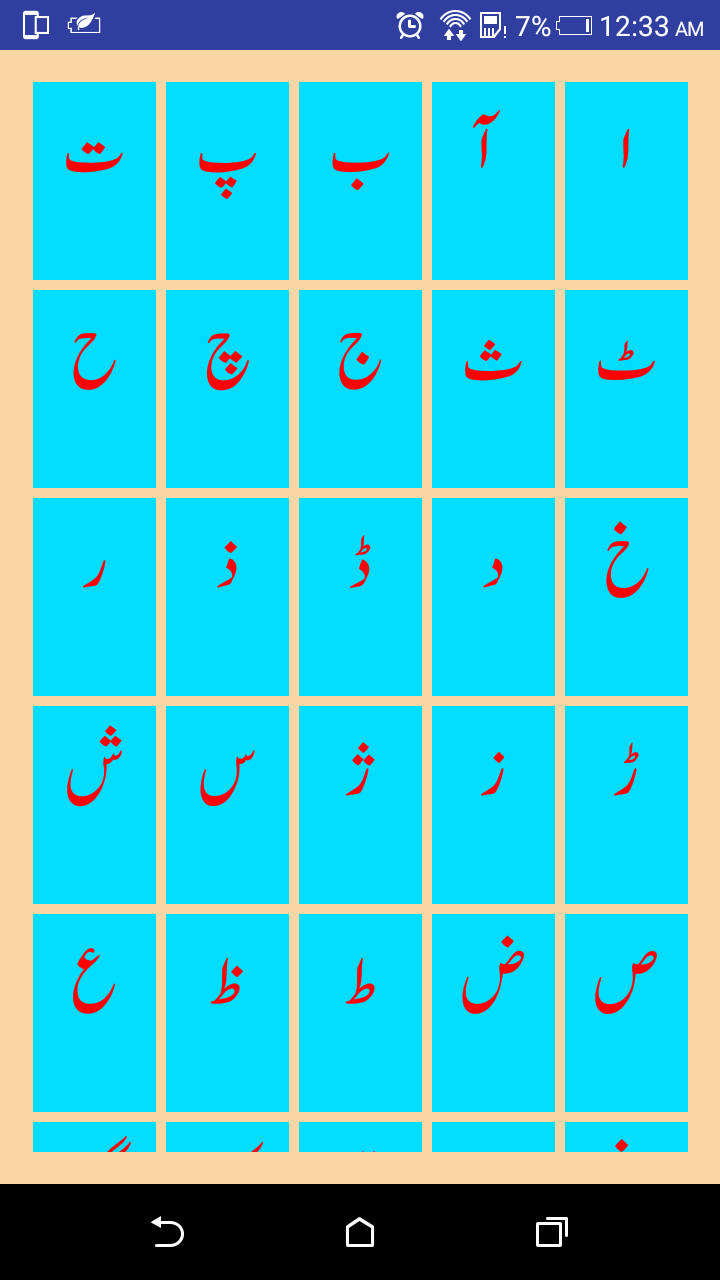 7% 12:33 AM
ا آ ب پ ت
ٹ ث ج چ ح
خ د ڈ ذ ر
ڑ ز ژ س ش
ص ض ط ظ ع